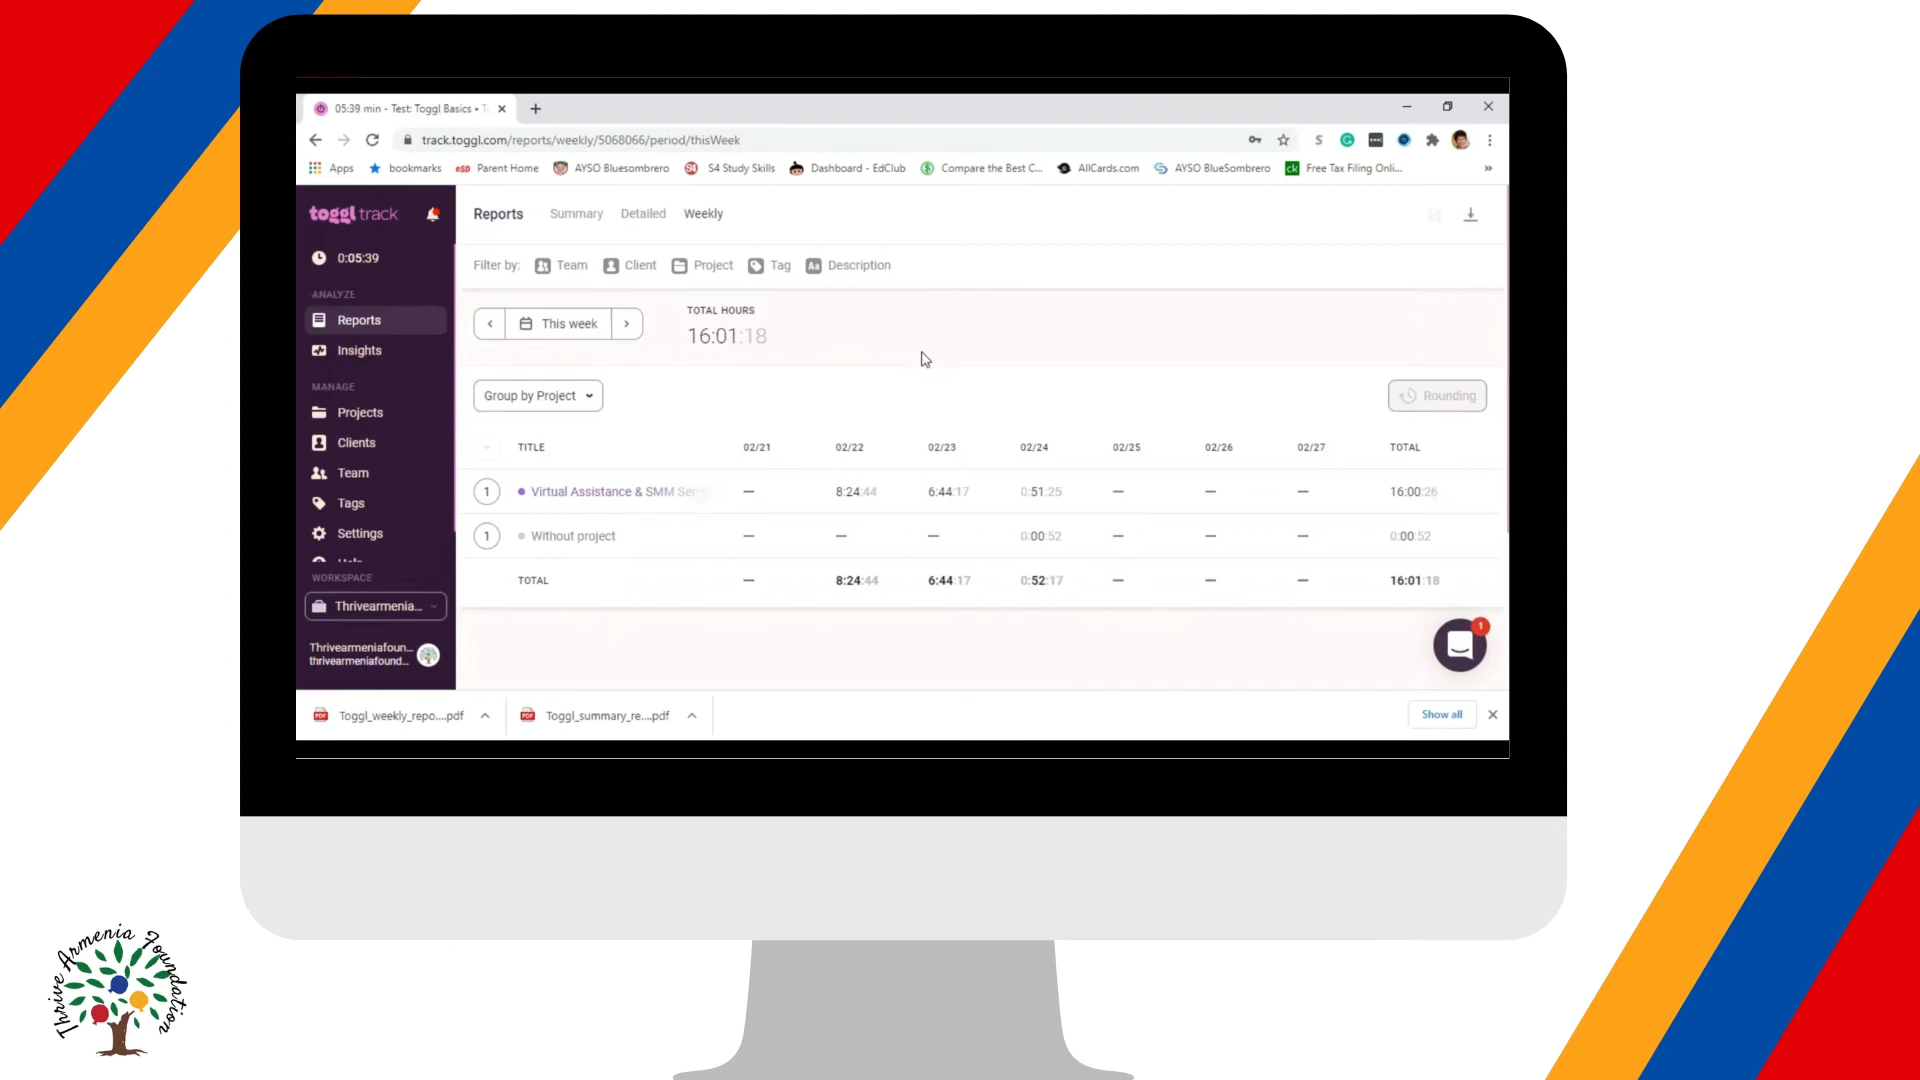 05:39 min - Test: Toggl Basics •
track.toggl.com/reports/weekly/5068066/period/thisWeek
Apps bookmarks esp Parent Home AYSO Bluesombrero S4 Study Skills Dashboard - EdClub Compare the Best C... AllCards.com AYSO BlueSombrero ck Free Tax Filing Onli... »
toggl track
0:05:39
ANALYZE
Reports
Insights
MANAGE
Projects
Clients
Team
Tags
Settings
WORKSPACE
Thrivearmenia...
Thrivearmeniafoun...
thrivearmeniafound...
Reports Summary Detailed Weekly
Filter by: Team Client Project Tag Aa Description
This week
TOTAL HOURS
16:01:18
Group by Project
Rounding
TITLE 02/21 02/22 02/23 02/24 02/25 02/26 02/27 TOTAL
1 Virtual Assistance & SMM Ser — 8:24:44 6:44:17 0:51:25 — — — 16:00:26
1 Without project — — — 0:00:52 — — — 0:00:52
TOTAL — 8:24:44 6:44:17 0:52:17 — — — 16:01:18
1
PDF Toggl_weekly_repo....pdf PDF Toggl_summary_re....pdf Show all
Thrive Armenia Foundation